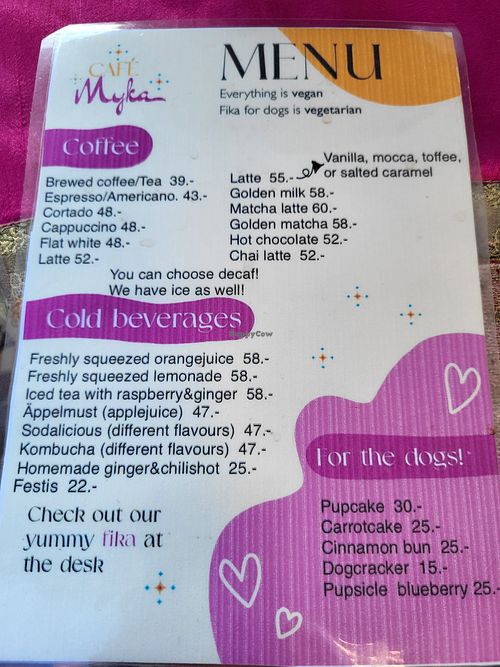 CAFÉ
Myka
MENU
Everything is vegan
Fika for dogs is vegetarian
Coffee
Brewed coffee/Tea 39.-
Espresso/Americano. 43.-
Cortado 48.-
Cappuccino 48.-
Flat white 48.-
Latte 52.-
Latte 55.-
Vanilla, mocca, toffee,
or salted caramel
Golden milk 58.-
Matcha latte 60.-
Golden matcha 58.-
Hot chocolate 52.-
Chai latte 52.-
You can choose decaf!
We have ice as well!
Cold beverages
Freshly squeezed orangejuice 58.-
Freshly squeezed lemonade 58.-
Iced tea with raspberry&ginger 58.-
Äppelmust (applejuice) 47.-
Sodalicious (different flavours) 47.-
Kombucha (different flavours) 47.-
Homemade ginger&chilishot 25.-
Festis 22.-
Check out our
yummy fika at
the desk
For the dogs!
Pupcake 30.-
Carrotcake 25.-
Cinnamon bun 25.-
Dogcracker 15.-
Pupsicle blueberry 25.-